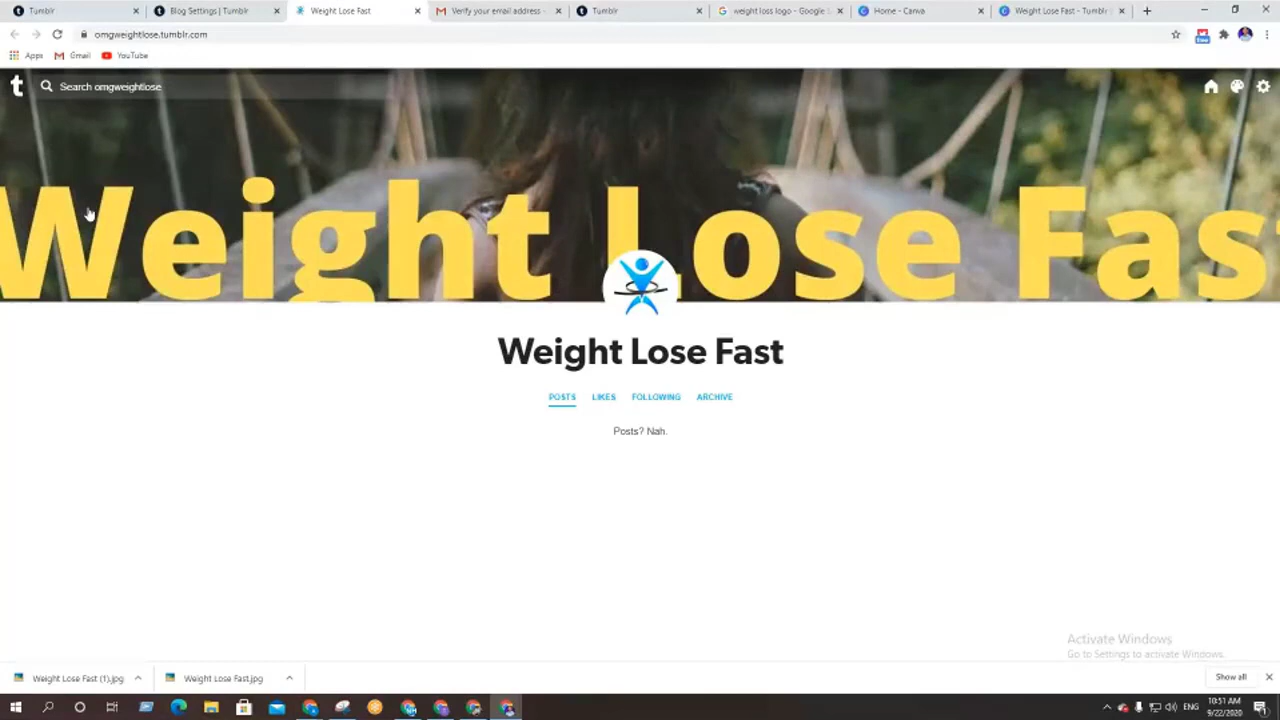 Tumblr
Blog Settings | Tumblr
Weight Lose Fast
Verify your email address -
Tumblr
weight loss logo - Google S
Home - Canva
Weight Lose Fast - Tumblr
omgweightlose.tumblr.com
Apps
Gmail
YouTube
t
Search omgweightlose
Weight Lose Fast
Weight Lose Fast
POSTS
LIKES
FOLLOWING
ARCHIVE
Posts? Nah.
Activate Windows
Go to Settings to activate Windows.
Weight Lose Fast (1).jpg
Weight Lose Fast.jpg
Show all
ENG
10:51 AM
9/22/2020